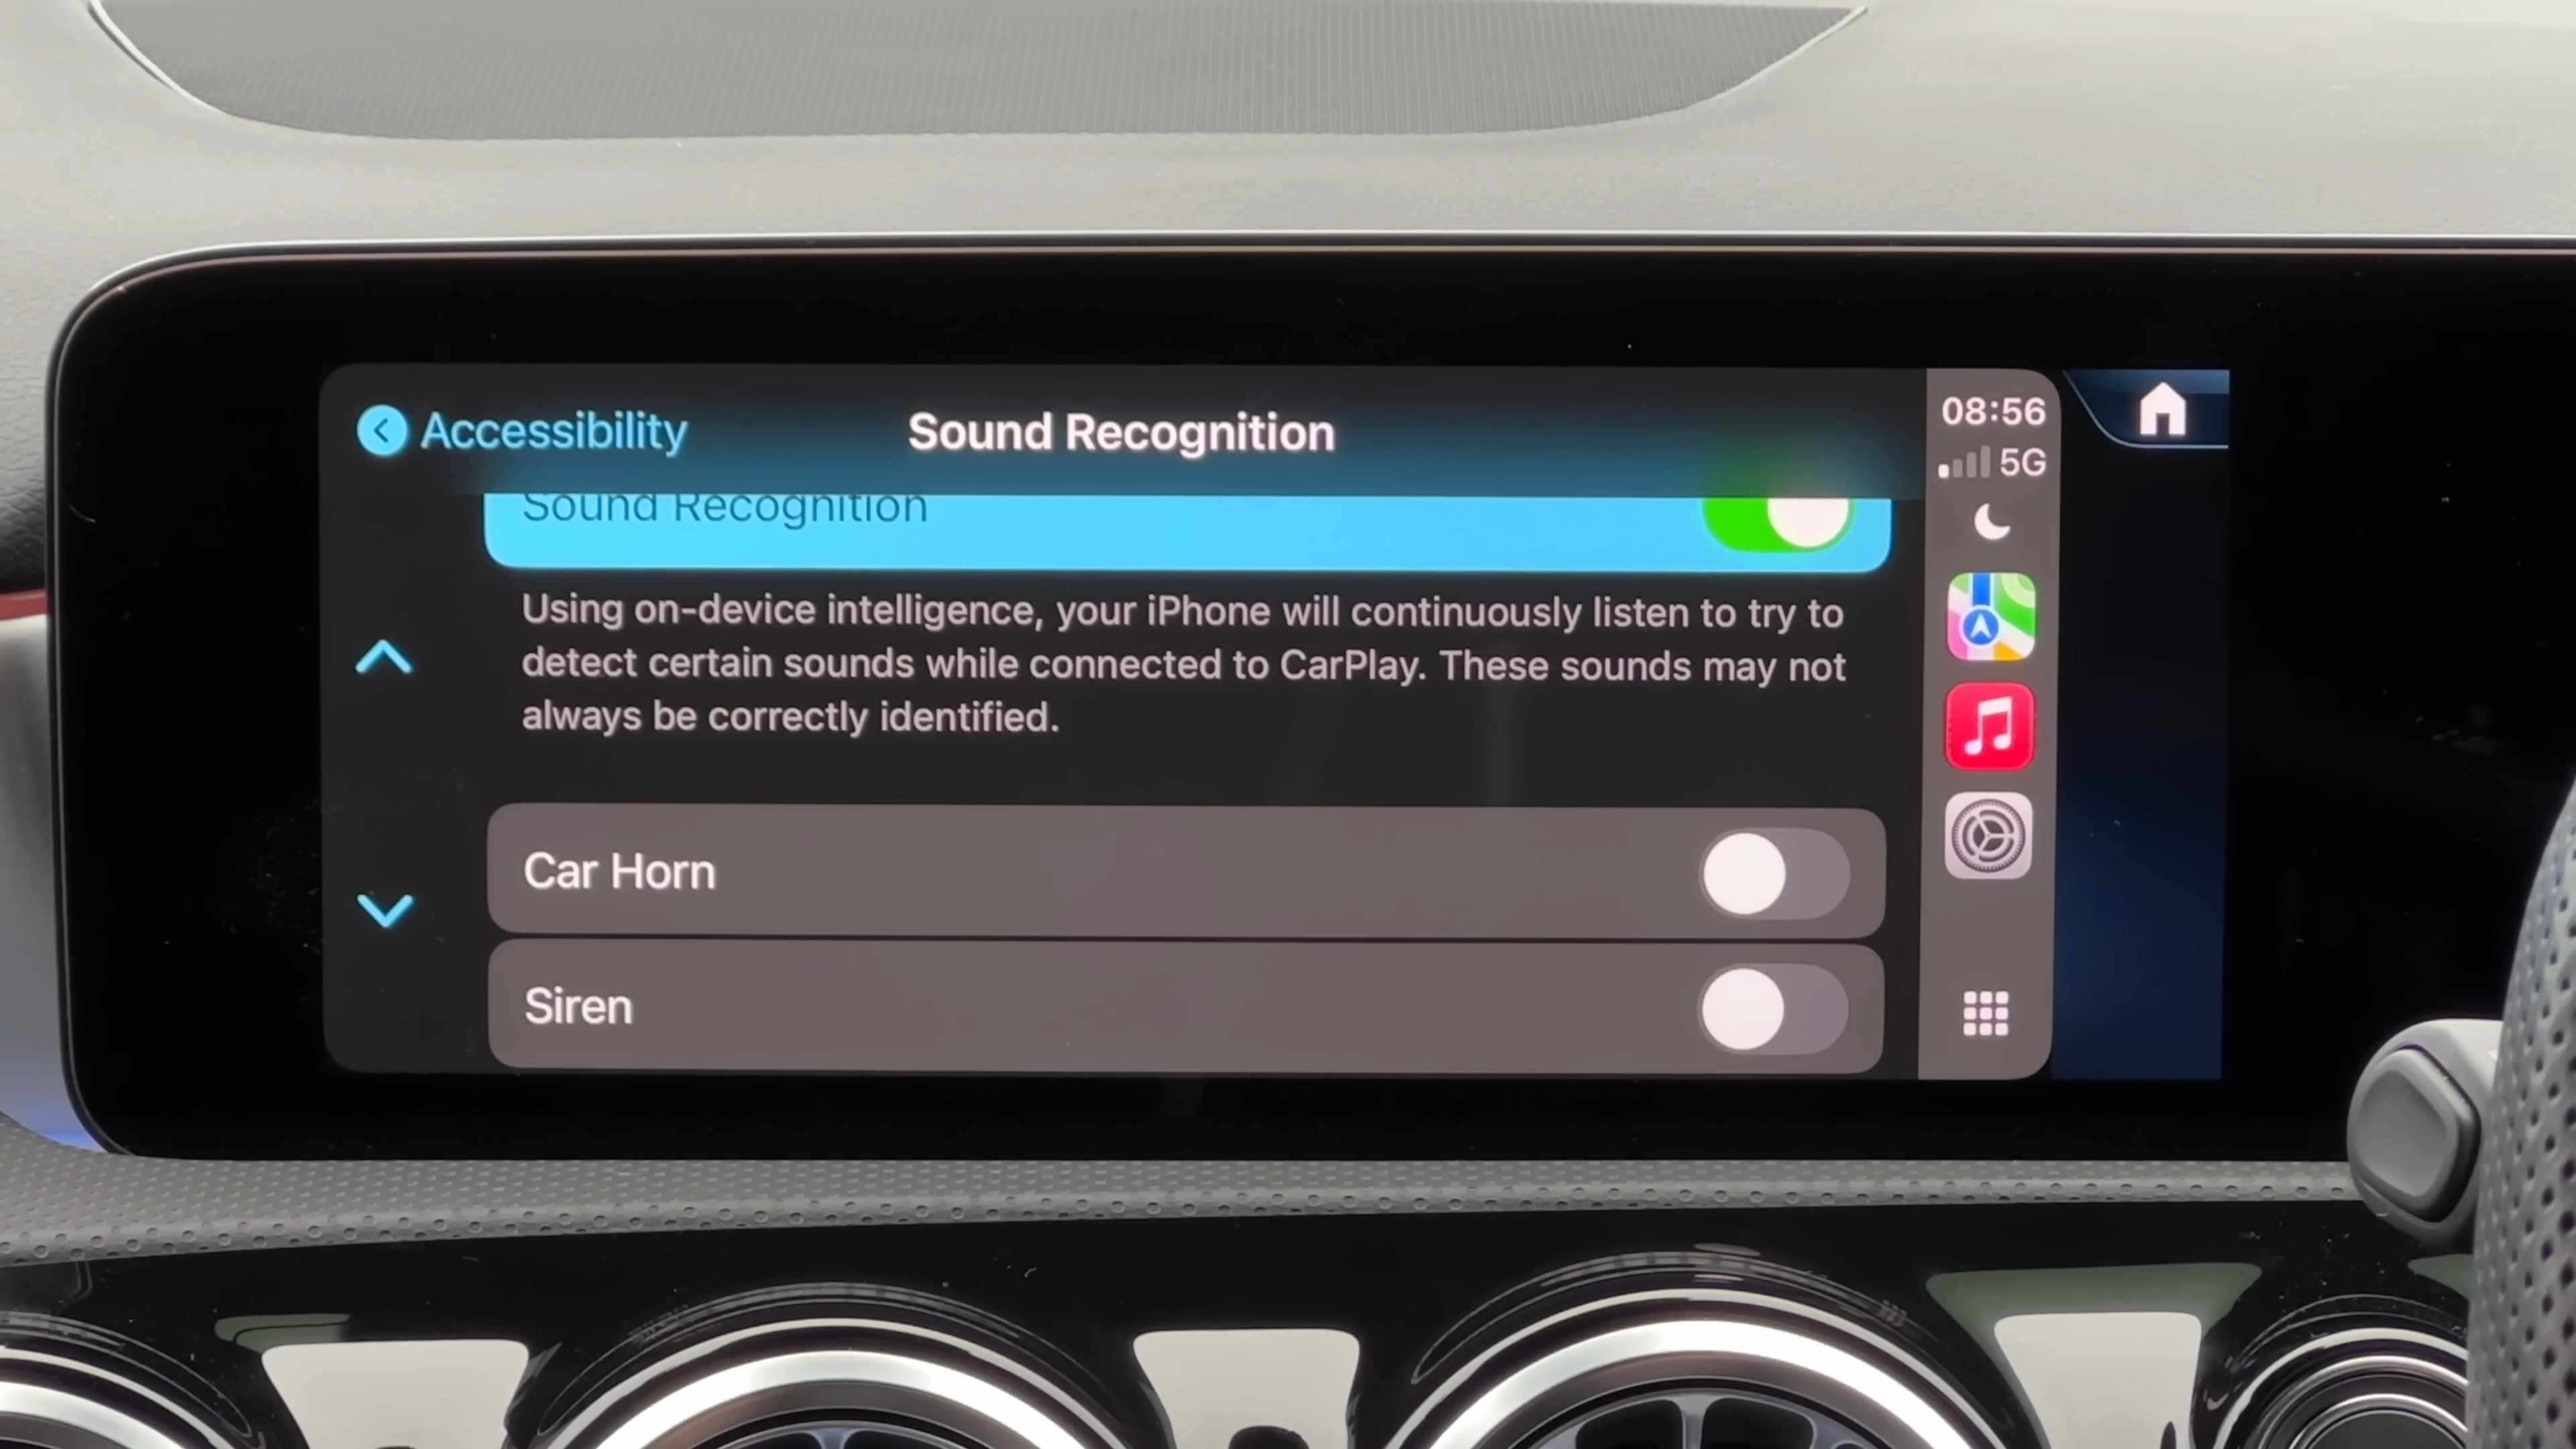 Accessibility
Sound Recognition
08:56
5G
Sound Recognition
Using on-device intelligence, your iPhone will continuously listen to try to
detect certain sounds while connected to CarPlay. These sounds may not
always be correctly identified.
Car Horn
Siren